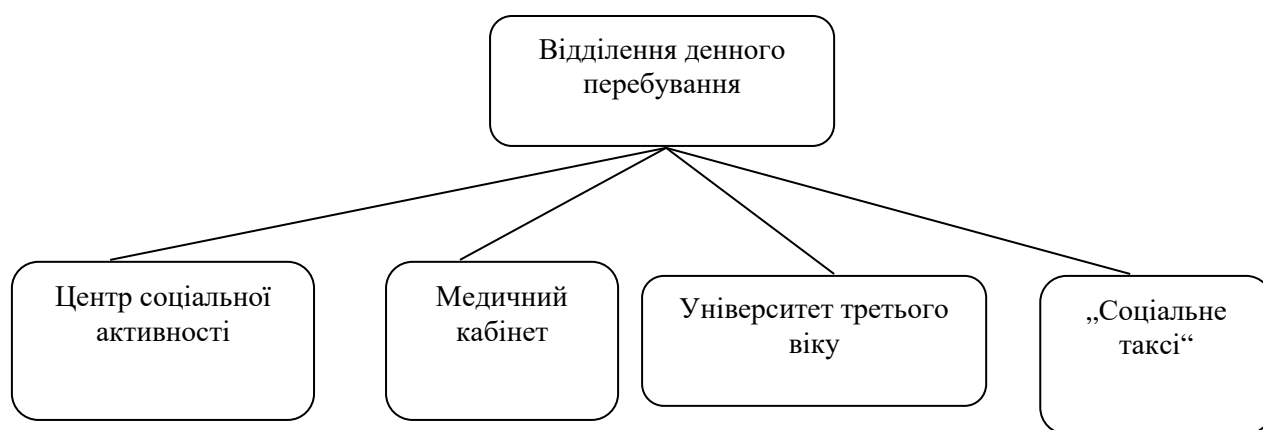 Відділення денного
перебування
Центр соціальної
активності
Медичний
кабінет
Університет третього
віку
„Соціальне
таксі“